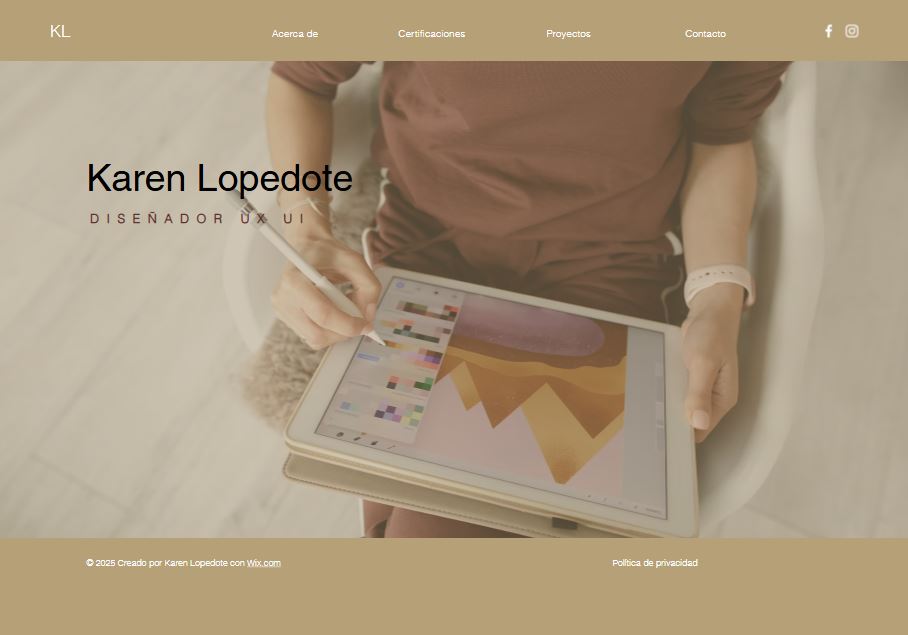 KL
Acerca de
Certificaciones
Proyectos
Contacto
Karen Lopedote
DISEÑADOR UX UI
© 2025 Creado por Karen Lopedote con Wix.com
Política de privacidad